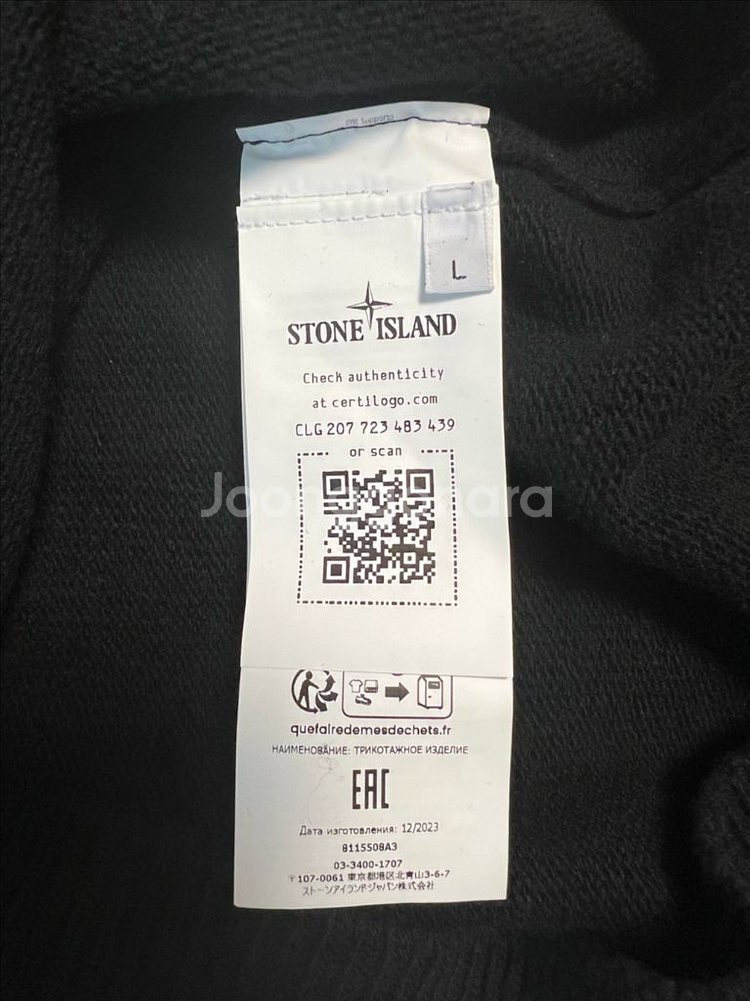 L
STONE ISLAND
Check authenticity
at certilogo.com
CLG 207 723 483 439
or scan
quefairedemesdechets.fr
НАИМЕНОВАНИЕ: ТРИКОТАЖНОЕ ИЗДЕЛИЕ
EAC
Дата изготовления: 12/2023
8115508A3
03-3400-1707
〒107-0061 東京都港区北青山3-6-7
ストーンアイランドジャパン株式会社